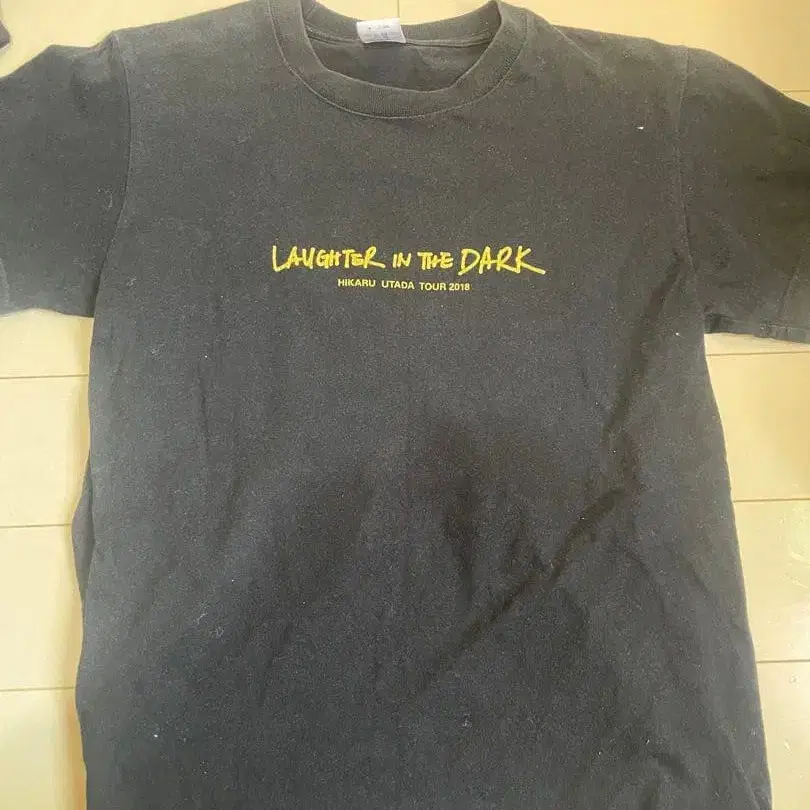 LAUGHTER IN THE DARK
HIKARU UTADA TOUR 2018